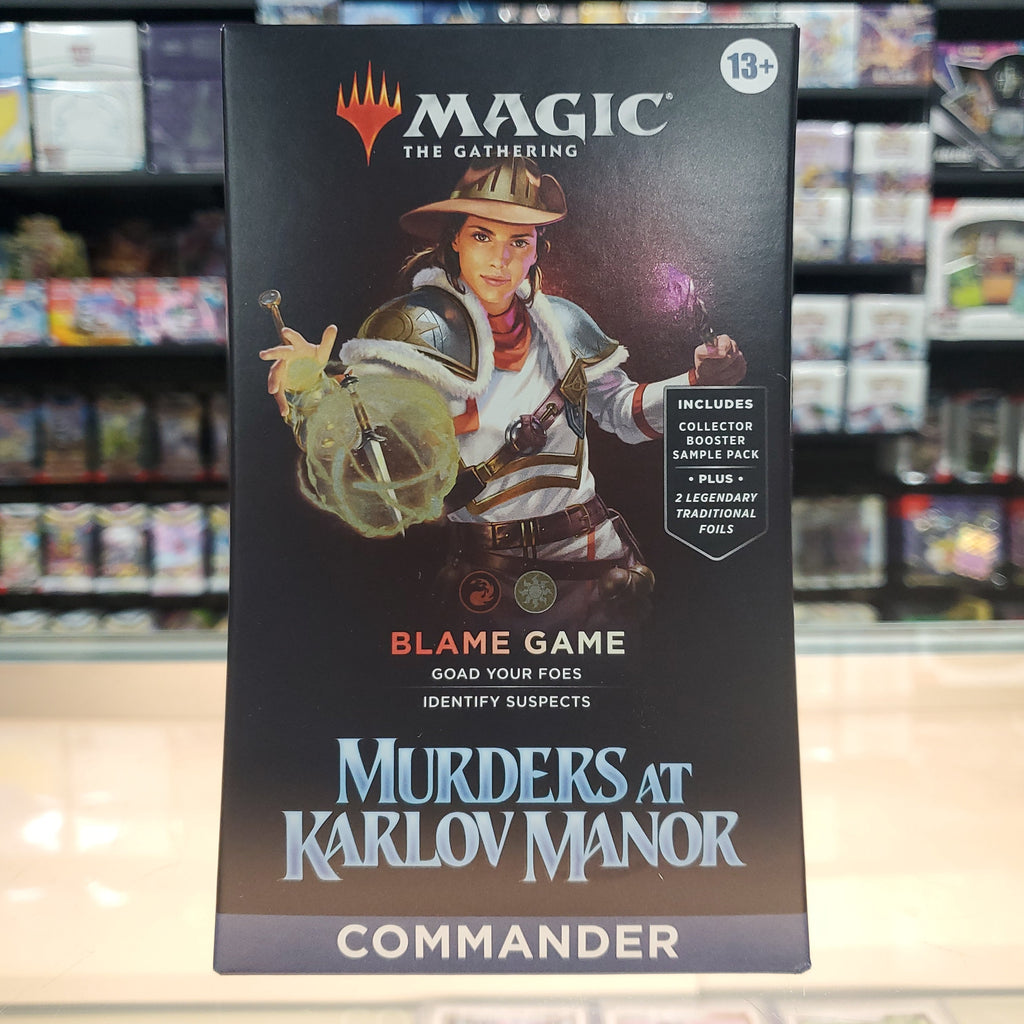 13+
MAGIC®
THE GATHERING
INCLUDES
COLLECTOR
BOOSTER
SAMPLE PACK
• PLUS •
2 LEGENDARY
TRADITIONAL
FOILS
BLAME GAME
GOAD YOUR FOES
IDENTIFY SUSPECTS
MURDERS AT
KARLOV MANOR
COMMANDER